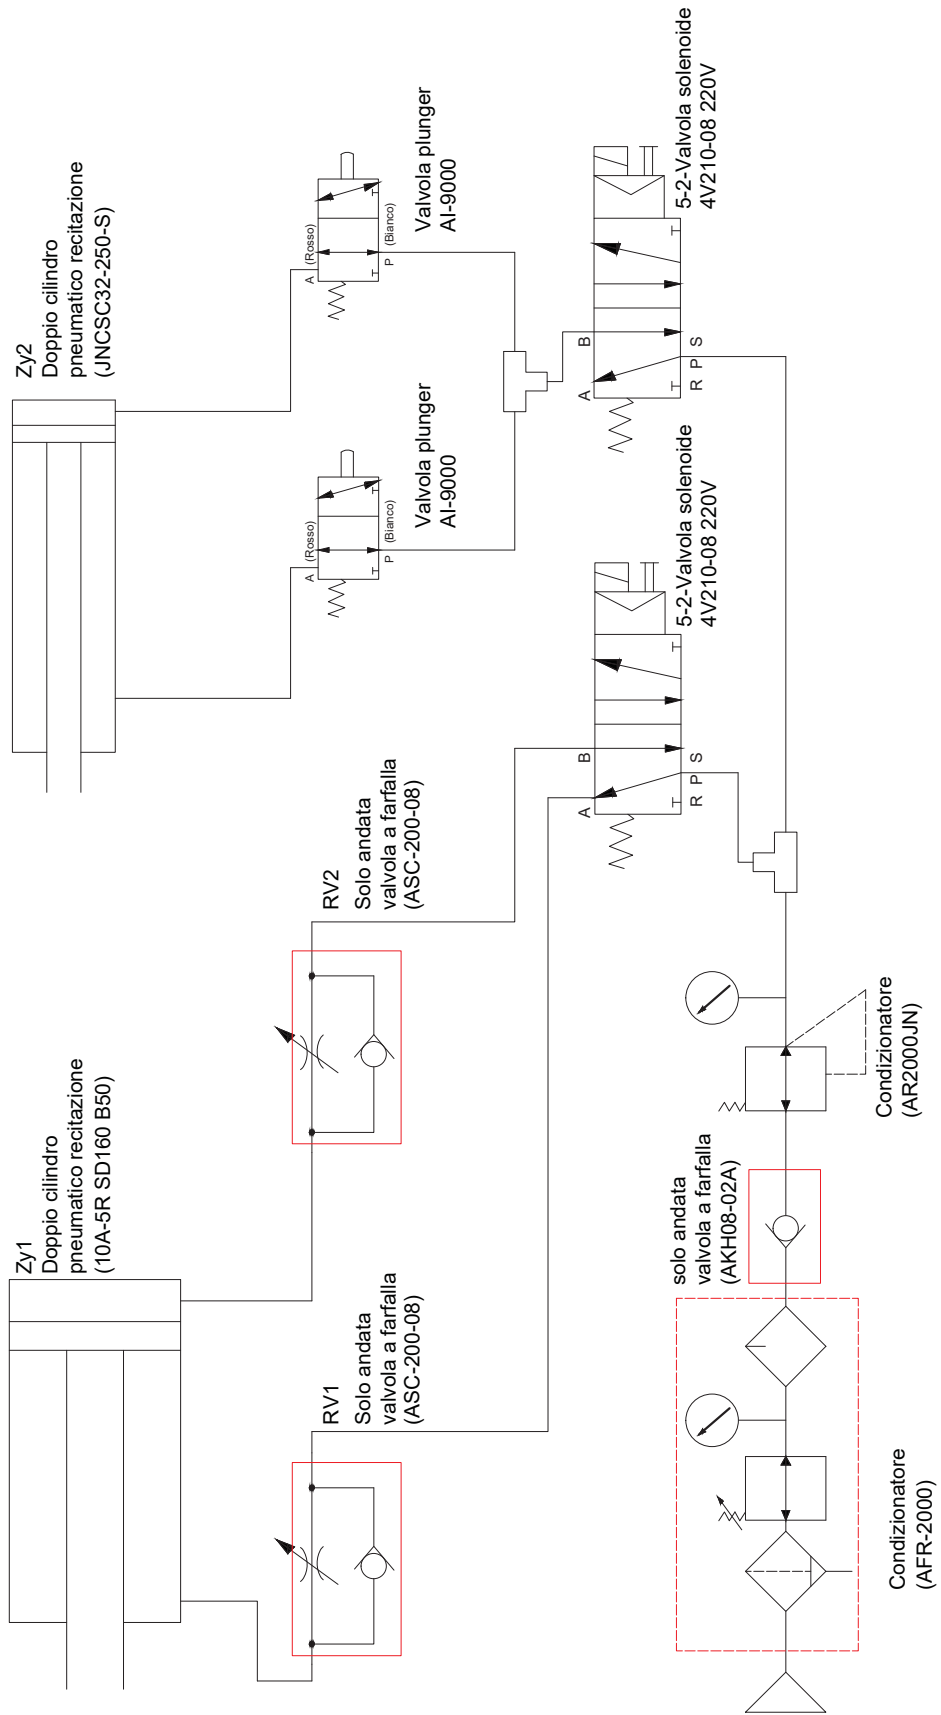 Zy1
Doppio cilindro
pneumatico recitazione
(10A-5R SD160 B50)
Zy2
Doppio cilindro
pneumatico recitazione
(JNCSC32-250-S)
RV1
Solo andata
valvola a farfalla
(ASC-200-08)
RV2
Solo andata
valvola a farfalla
(ASC-200-08)
A
(Rosso)
P
(Bianco)
Valvola plunger
AI-9000
A
(Rosso)
P
(Bianco)
Valvola plunger
AI-9000
A
B
R
P
S
5-2-Valvola solenoide
4V210-08 220V
A
B
R
P
S
5-2-Valvola solenoide
4V210-08 220V
Condizionatore
(AFR-2000)
solo andata
valvola a farfalla
(AKH08-02A)
Condizionatore
(AR2000JN)